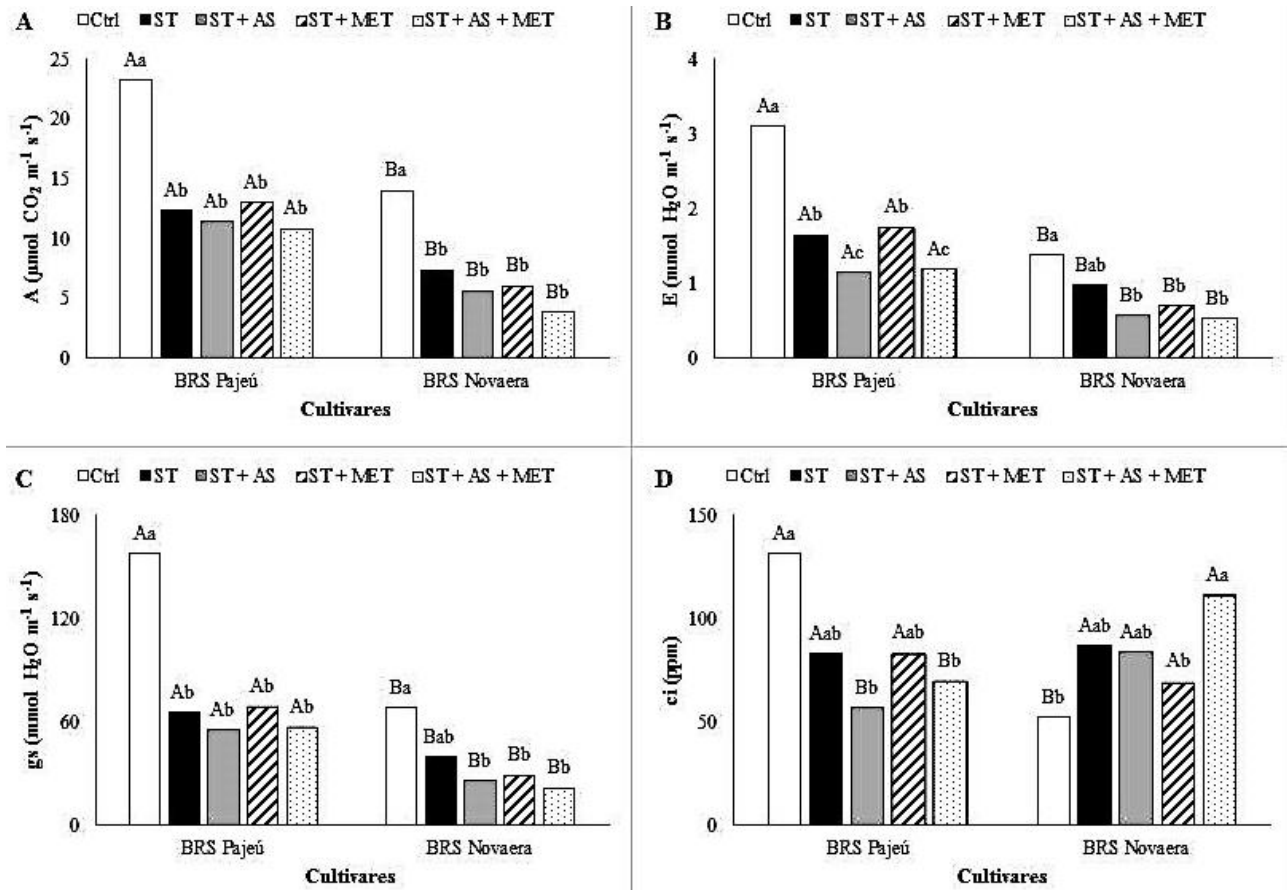 A
□Ctrl ■ST ■ST + AS ▨ST + MET ⊡ST + AS + MET
A (µmol CO₂ m⁻¹ s⁻¹)
25
20
15
10
5
0
Aa
Ab
Ab
Ab
Ab
Ba
Bb
Bb
Bb
Bb
BRS Pajeú BRS Novaera
Cultivares
B
□Ctrl ■ST ■ST + AS ▨ST + MET ⊡ST + AS + MET
E (mmol H₂O m⁻¹ s⁻¹)
4
3
2
1
0
Aa
Ab
Ac
Ab
Ac
Ba
Bab
Bb
Bb
Bb
BRS Pajeú BRS Novaera
Cultivares
C
□Ctrl ■ST ■ST + AS ▨ST + MET ⊡ST + AS + MET
gs (mmol H₂O m⁻¹ s⁻¹)
180
120
60
0
Aa
Ab
Ab
Ab
Ab
Ba
Bab
Bb
Bb
Bb
BRS Pajeú BRS Novaera
Cultivares
D
□Ctrl ■ST ■ST + AS ▨ST + MET ⊡ST + AS + MET
ci (ppm)
150
100
50
0
Aa
Aab
Bb
Aab
Bb
Bb
Aab
Aab
Ab
Aa
BRS Pajeú BRS Novaera
Cultivares